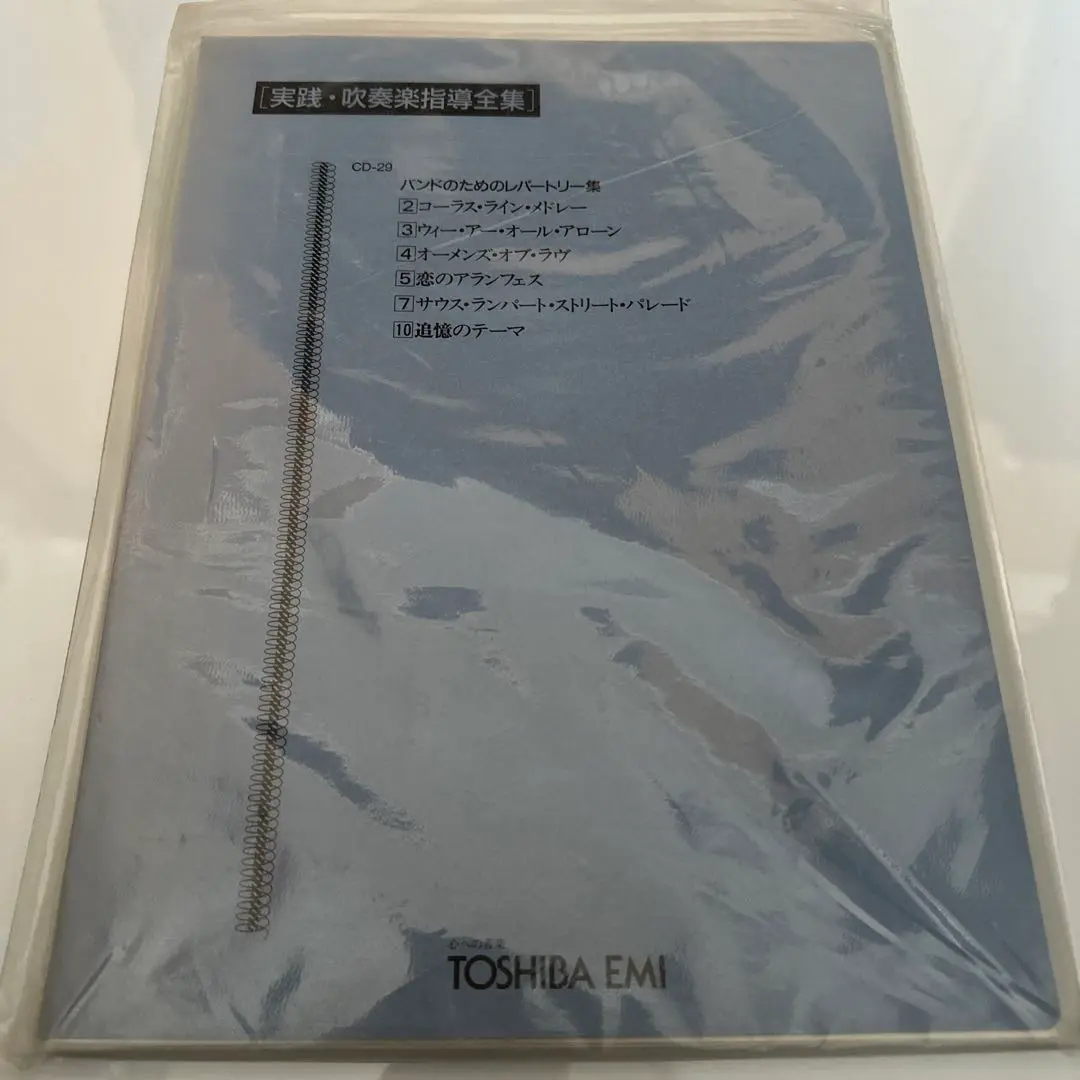 [実践・吹奏楽指導全集]
CD-29
バンドのためのレパートリー集
2 コーラス・ライン・メドレー
3 ウィー・アー・オール・アローン
4 オーメンズ・オブ・ラヴ
5 恋のアランフェス
7 サウス・ランパート・ストリート・パレード
10 追憶のテーマ
TOSHIBA EMI